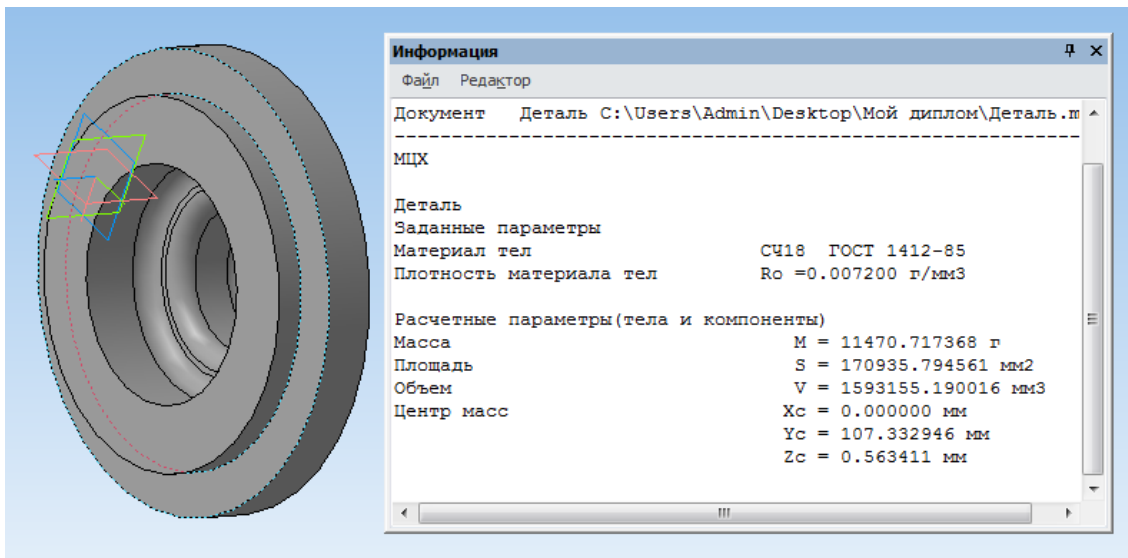 Информация
Файл Редактор
Документ Деталь C:\Users\Admin\Desktop\Мой диплом\Деталь.m
--------------------------------------------------------------------
МЦХ
Деталь
Заданные параметры
Материал тел СЧ18 ГОСТ 1412-85
Плотность материала тел Ro =0.007200 г/мм3
Расчетные параметры(тела и компоненты)
Масса M = 11470.717368 г
Площадь S = 170935.794561 мм2
Объем V = 1593155.190016 мм3
Центр масс Xc = 0.000000 мм
Yc = 107.332946 мм
Zc = 0.563411 мм